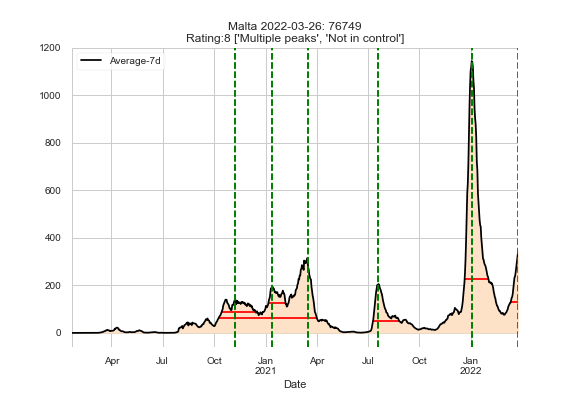 Malta 2022-03-26: 76749
Rating:8 ['Multiple peaks', 'Not in control']
Average-7d
1200
1000
800
600
400
200
0
Apr Jul Oct Jan Apr Jul Oct Jan
2021 2022
Date